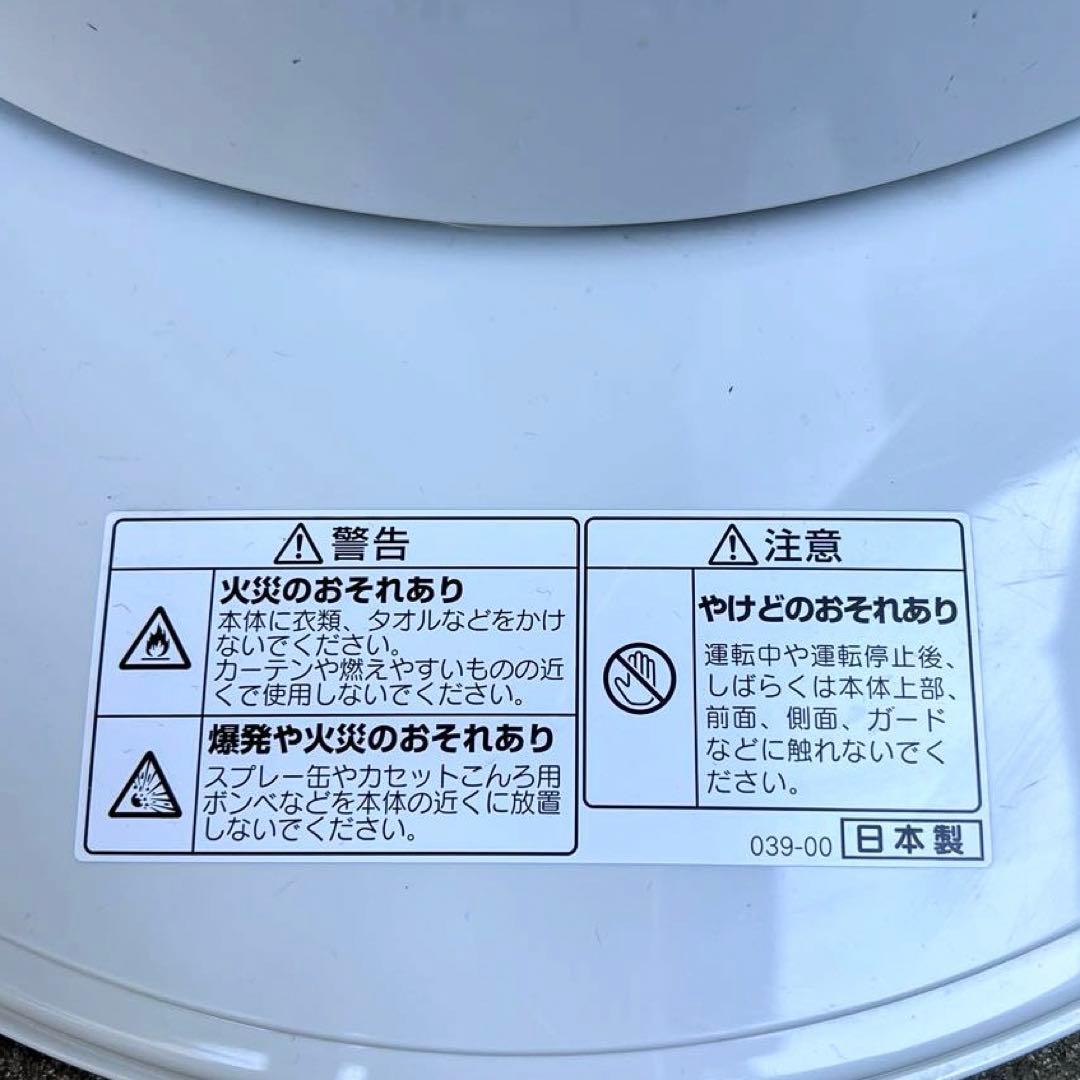 警告
火災のおそれあり
本体に衣類、タオルなどをかけ
ないでください。
カーテンや燃えやすいものの近
くで使用しないでください。
爆発や火災のおそれあり
スプレー缶やカセットこんろ用
ボンベなどを本体の近くに放置
しないでください。
注意
やけどのおそれあり
運転中や運転停止後、
しばらくは本体上部、
前面、側面、ガード
などに触れないでく
ださい。
039-00 日本製